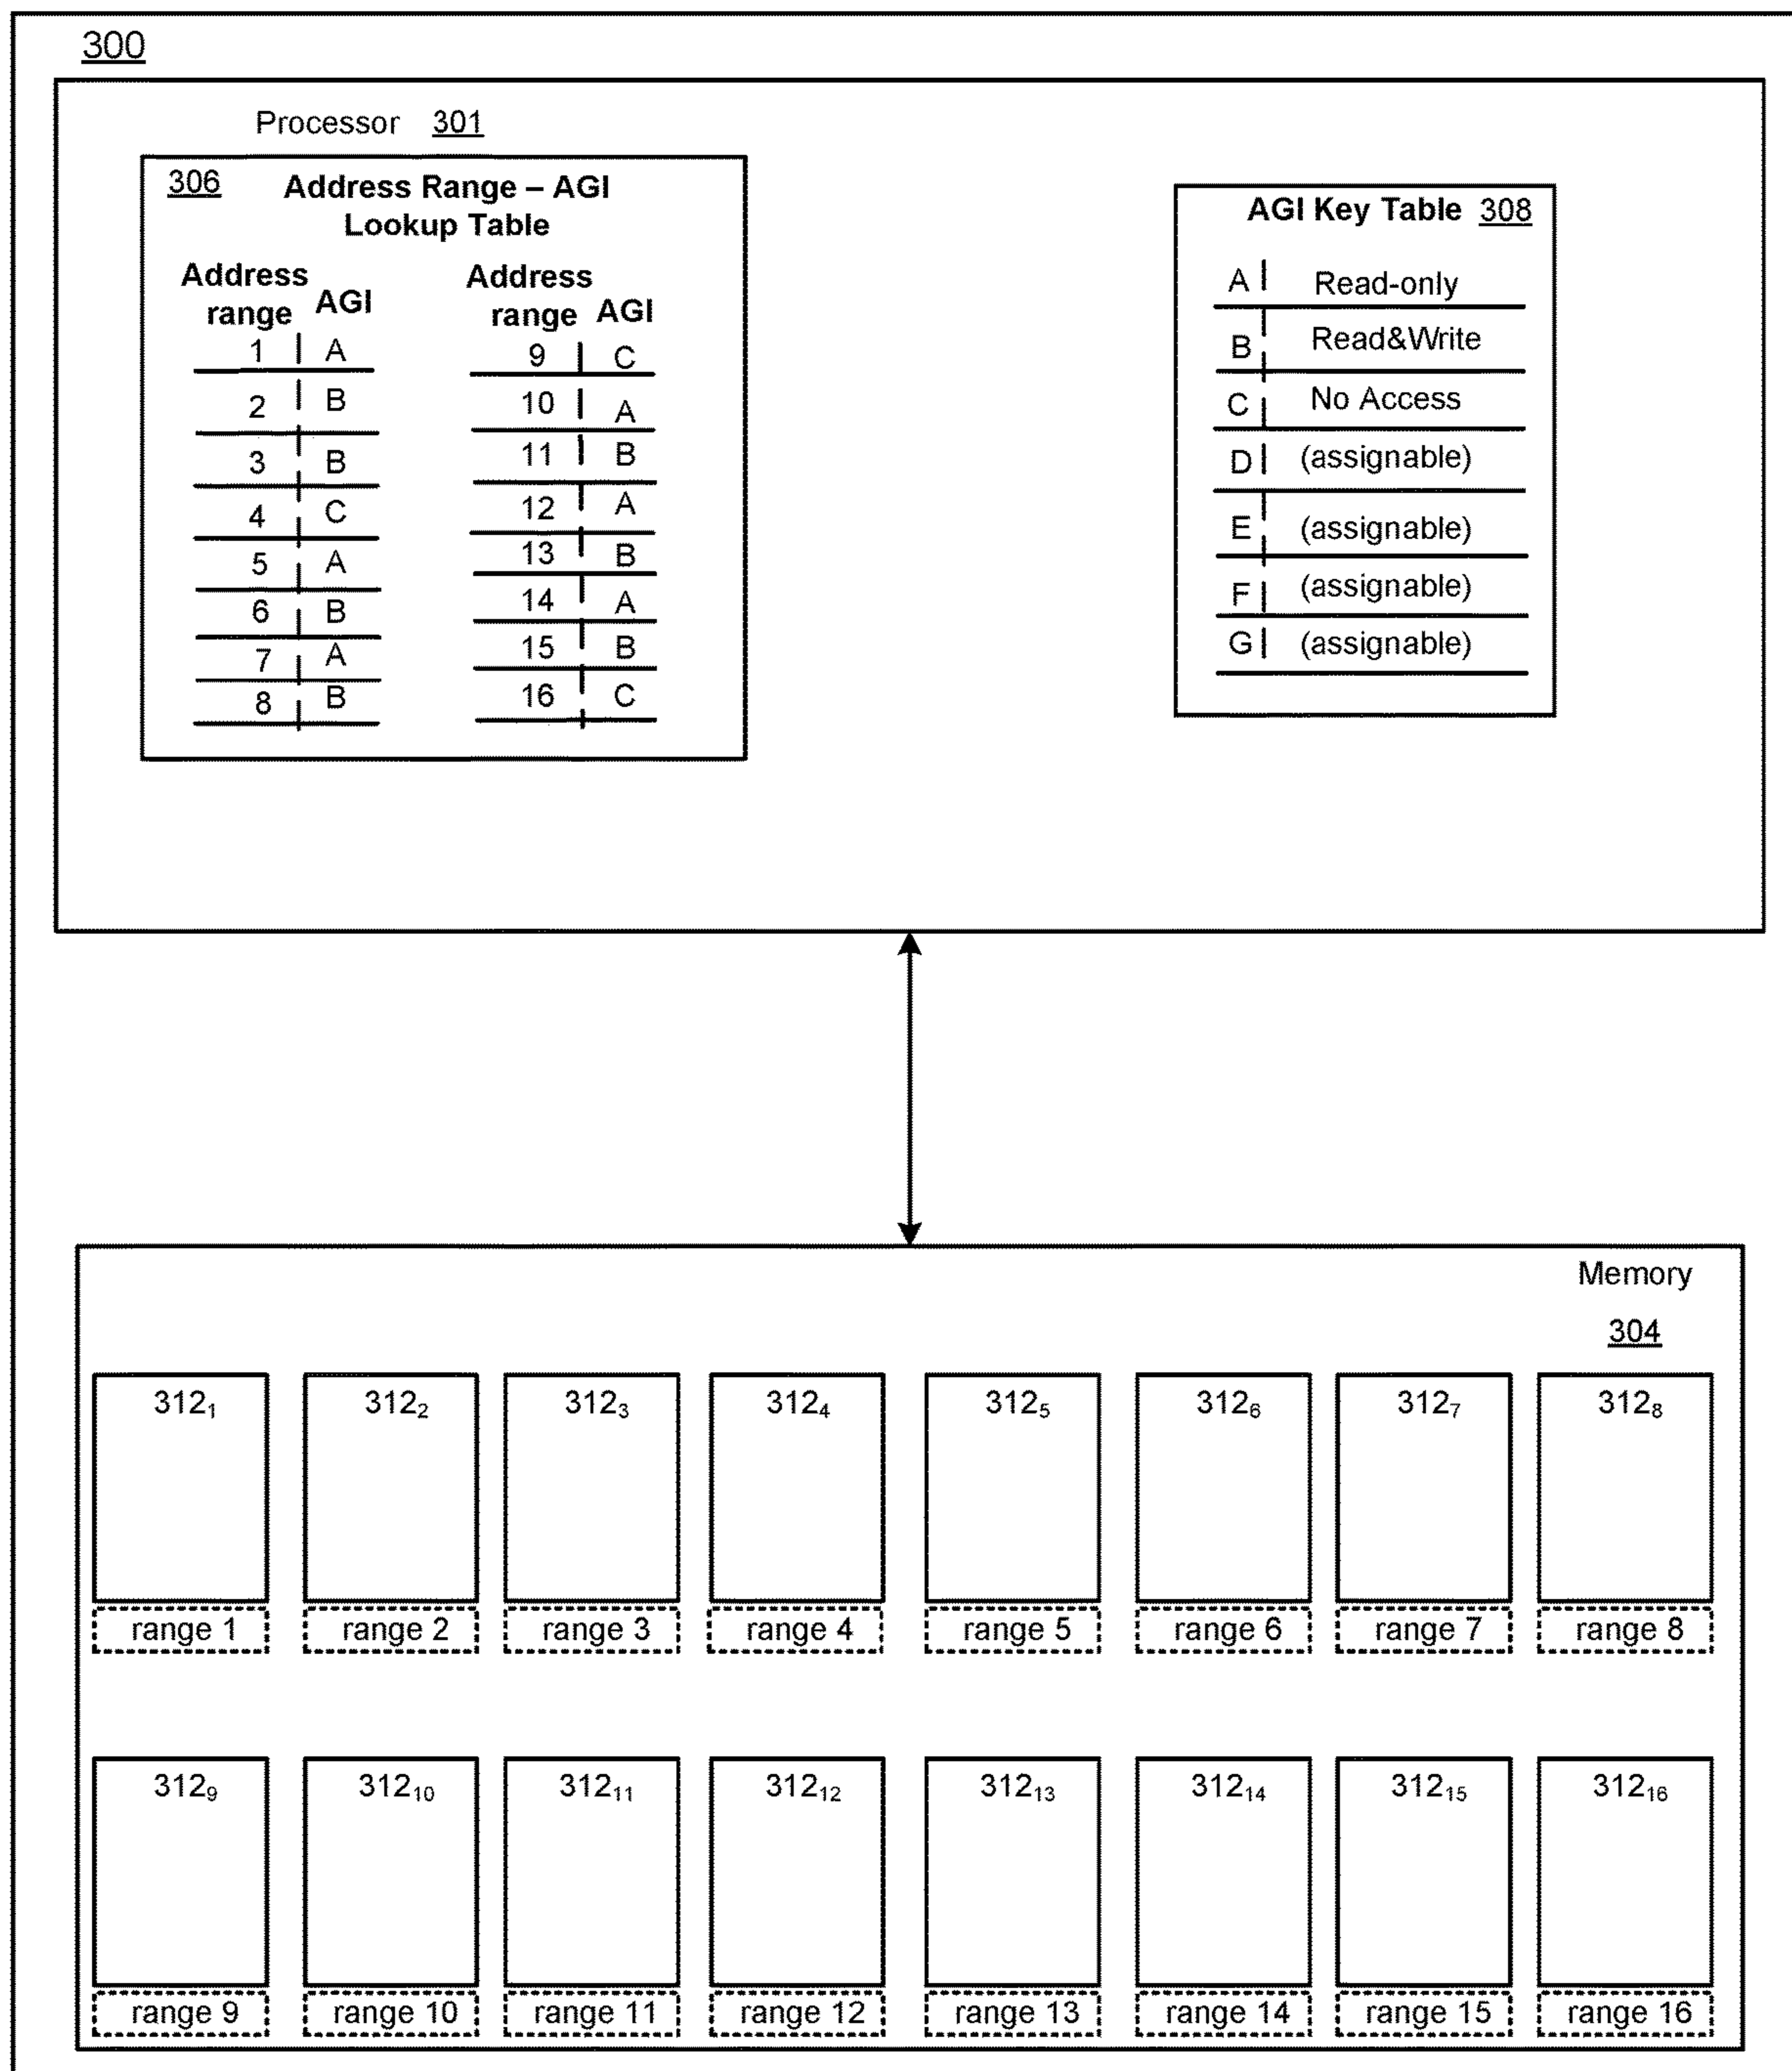 300
Processor 301
306 Address Range – AGI
Lookup Table
Address
range AGI
1 A
2 B
3 B
4 C
5 A
6 B
7 A
8 B
Address
range AGI
9 C
10 A
11 B
12 A
13 B
14 A
15 B
16 C
AGI Key Table 308
A Read-only
B Read&Write
C No Access
D (assignable)
E (assignable)
F (assignable)
G (assignable)
Memory
304
312₁ 312₂ 312₃ 312₄ 312₅ 312₆ 312₇ 312₈
range 1 range 2 range 3 range 4 range 5 range 6 range 7 range 8
312₉ 312₁₀ 312₁₁ 312₁₂ 312₁₃ 312₁₄ 312₁₅ 312₁₆
range 9 range 10 range 11 range 12 range 13 range 14 range 15 range 16